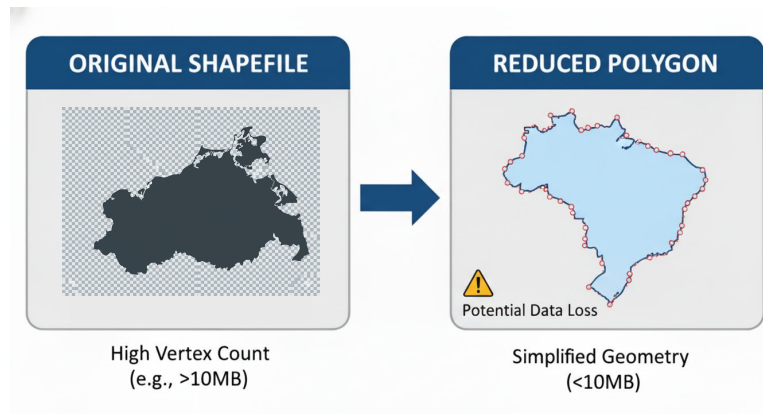 ORIGINAL SHAPEFILE
High Vertex Count
(e.g., >10MB)
REDUCED POLYGON
Potential Data Loss
Simplified Geometry
(<10MB)